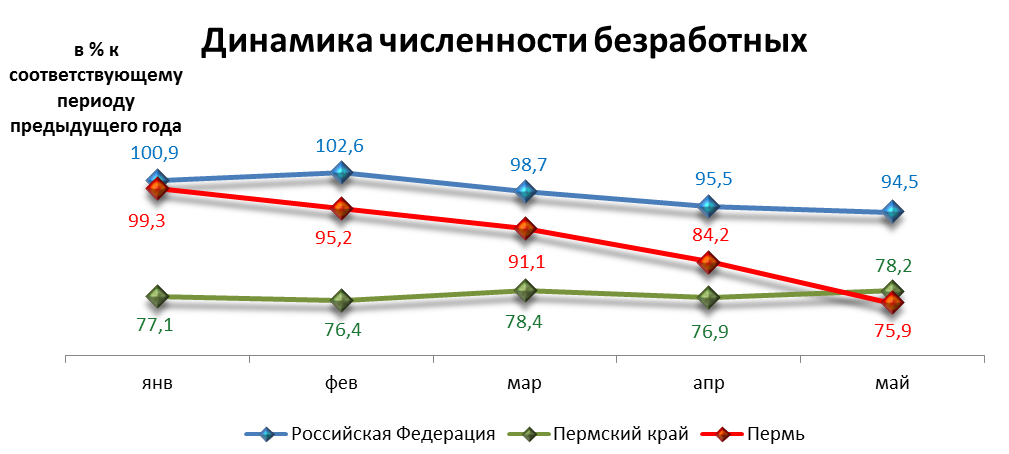 Динамика численности безработных
в % к
соответствующему
периоду
предыдущего года
100,9 102,6 98,7 95,5 94,5
99,3 95,2 91,1 84,2 75,9
77,1 76,4 78,4 76,9 78,2
янв фев мар апр май
Российская Федерация Пермский край Пермь